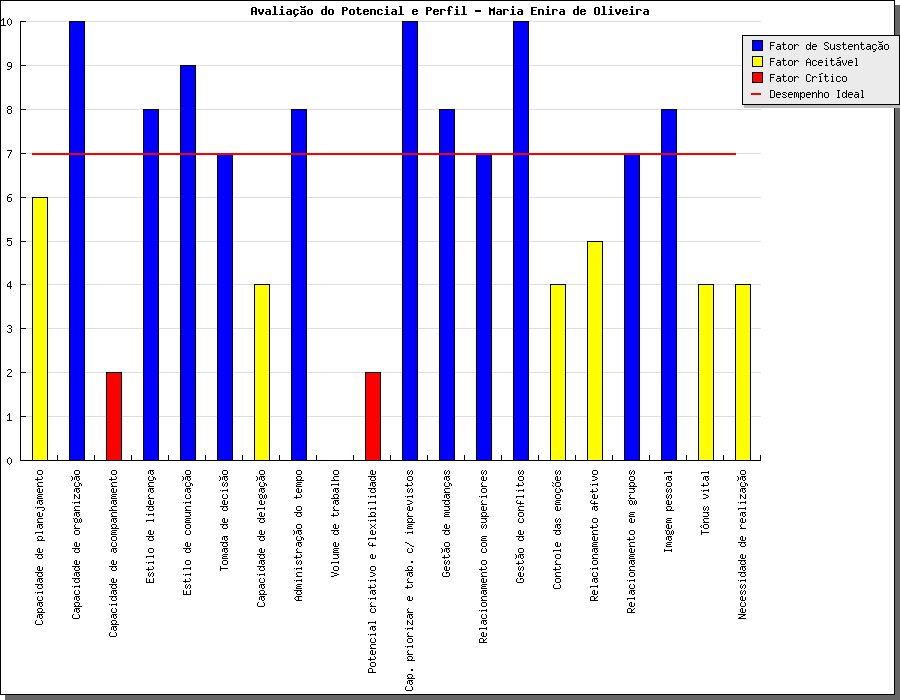 Avaliação do Potencial e Perfil - Maria Enira de Oliveira
Fator de Sustentação
Fator Aceitável
Fator Crítico
Desempenho Ideal
10
9
8
7
6
5
4
3
2
1
0
Capacidade de planejamento
Capacidade de organização
Capacidade de acompanhamento
Estilo de liderança
Estilo de comunicação
Tomada de decisão
Capacidade de delegação
Administração do tempo
Volume de trabalho
Potencial criativo e flexibilidade
Cap. priorizar e trab. c/ imprevistos
Gestão de mudanças
Relacionamento com superiores
Gestão de conflitos
Controle das emoções
Relacionamento afetivo
Relacionamento em grupos
Imagem pessoal
Tônus vital
Necessidade de realização